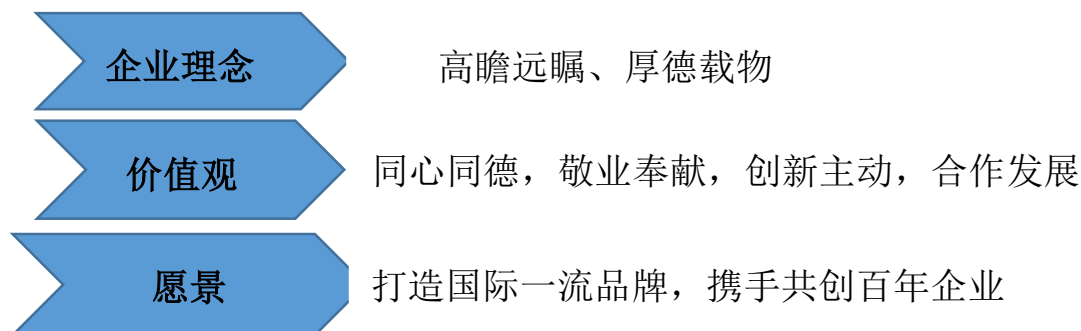 企业理念 高瞻远瞩、厚德载物
价值观 同心同德，敬业奉献，创新主动，合作发展
愿景 打造国际一流品牌，携手共创百年企业